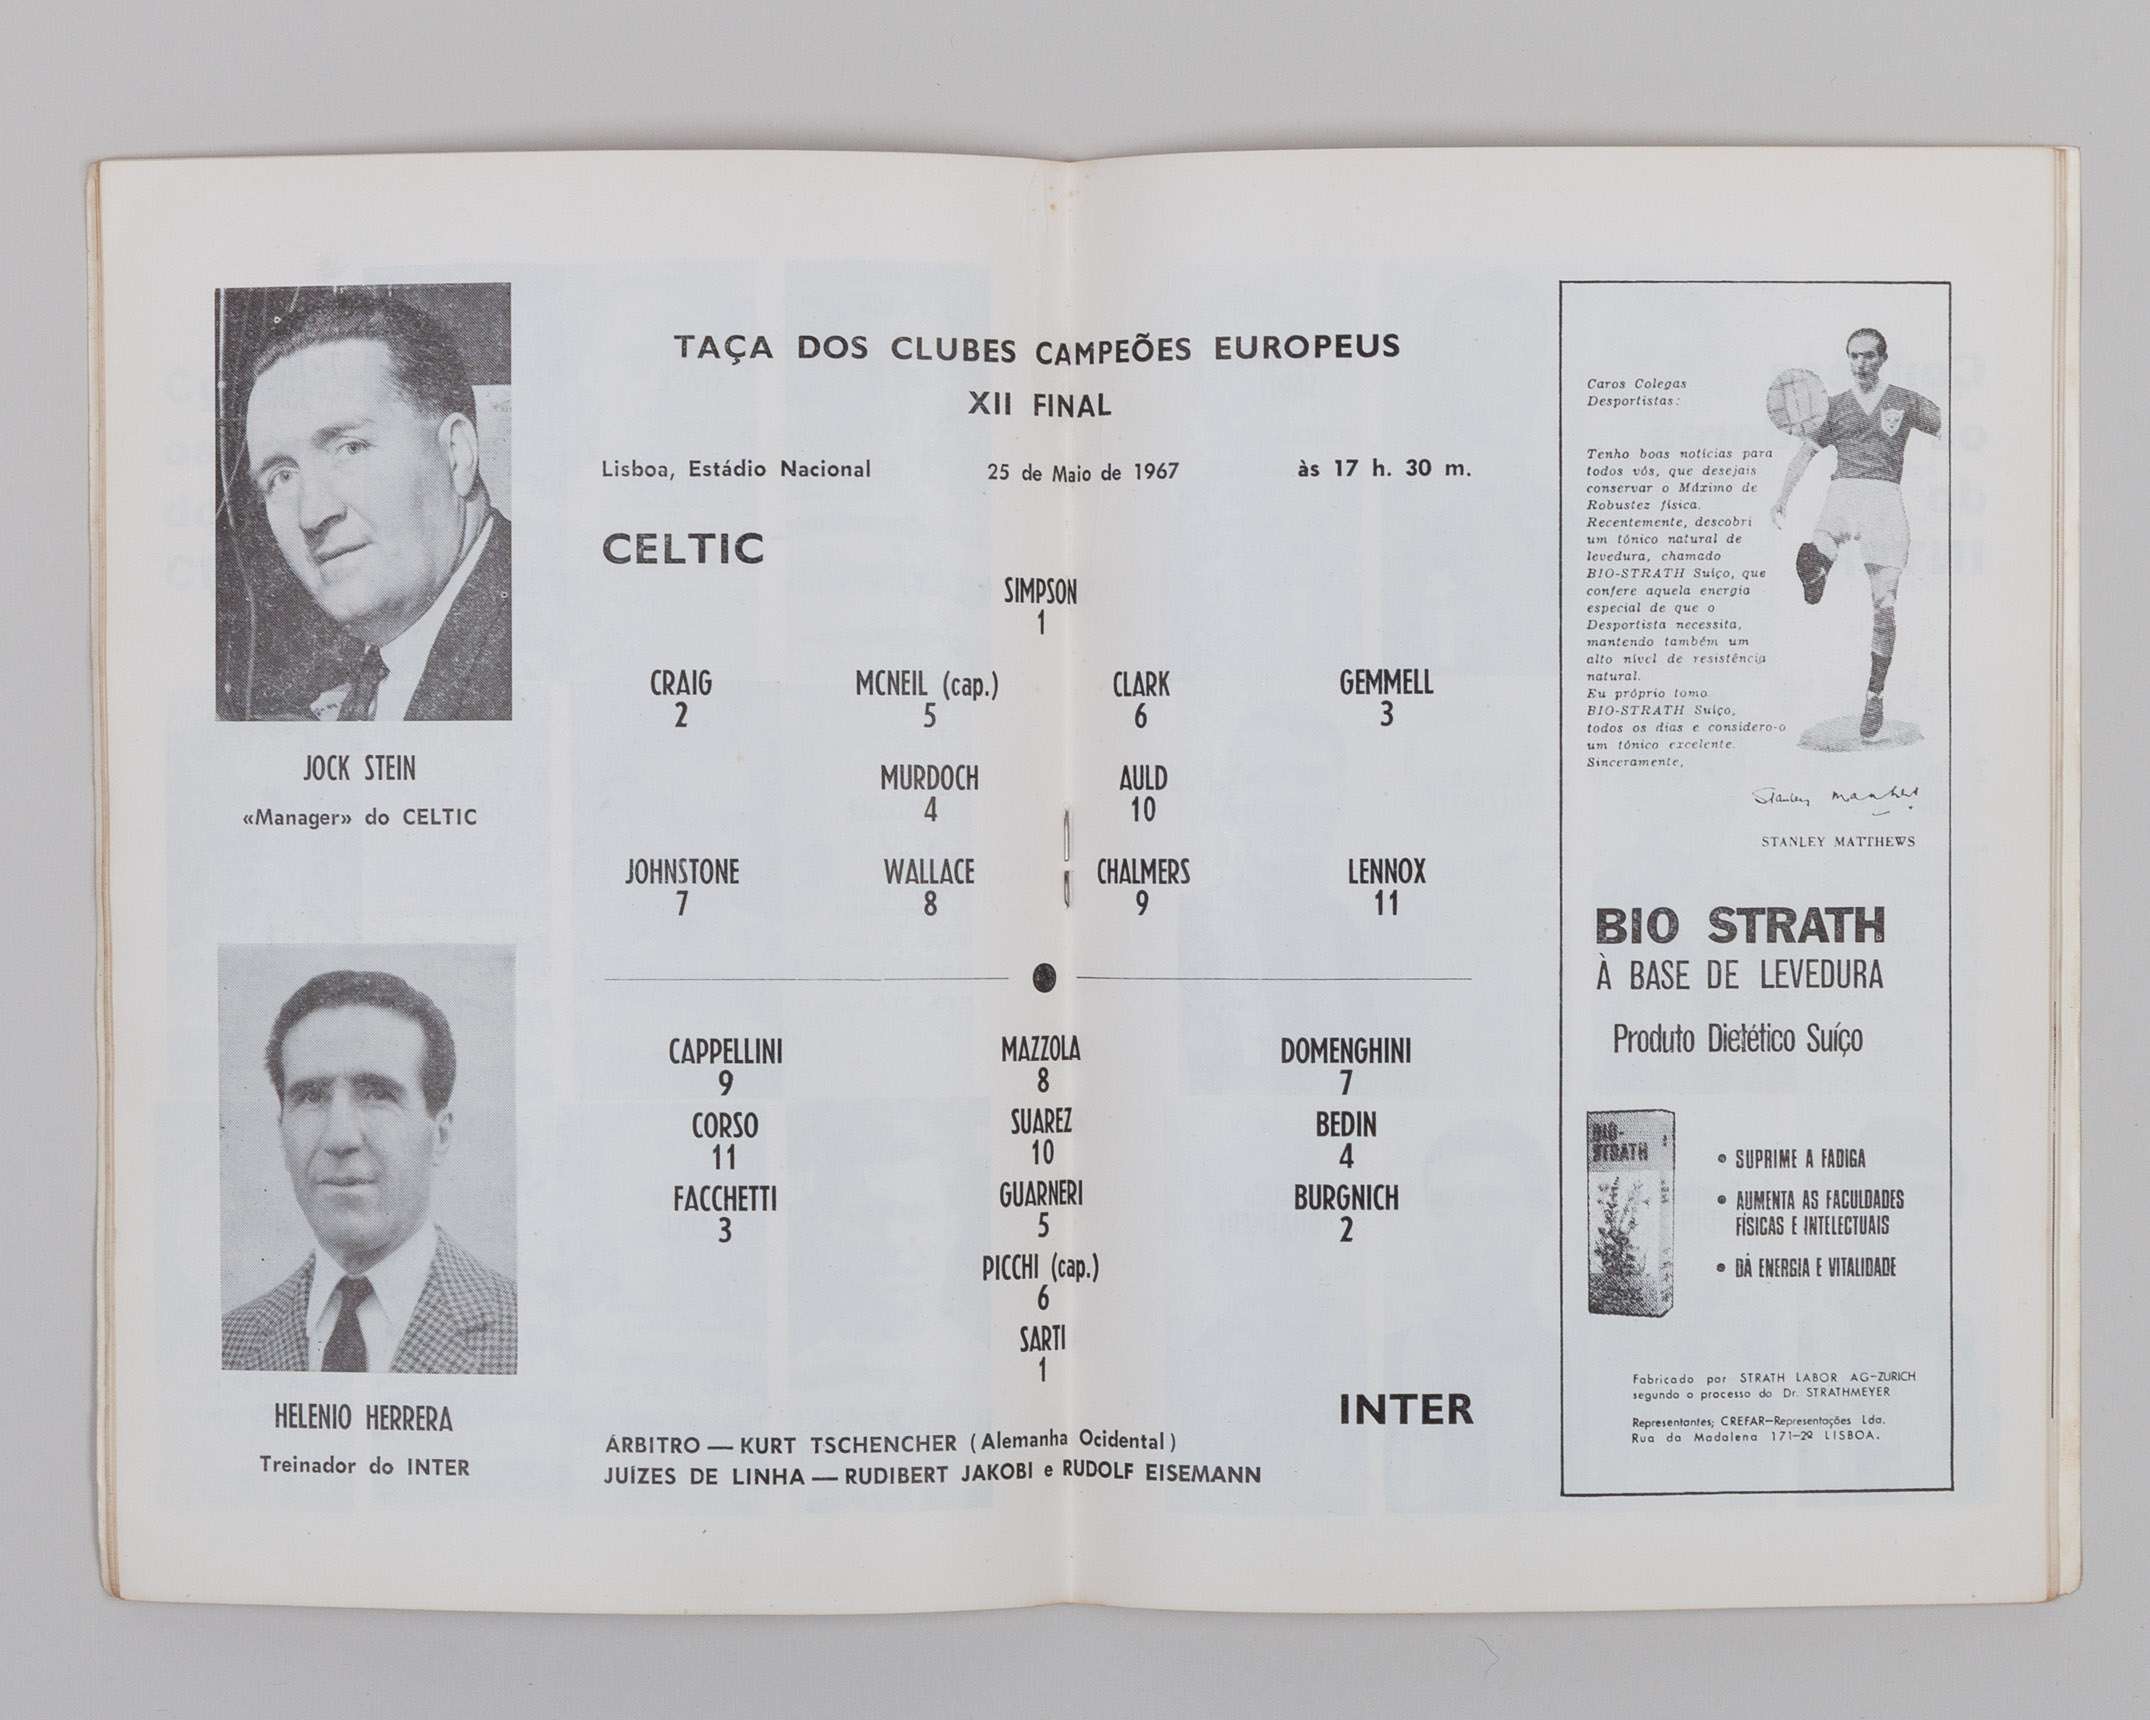 TAÇA DOS CLUBES CAMPEÕES EUROPEUS
XII FINAL
Lisboa, Estádio Nacional 25 de Maio de 1967 às 17 h. 30 m.
JOCK STEIN
«Manager» do CELTIC
HELENIO HERRERA
Treinador do INTER
CELTIC
SIMPSON
1
CRAIG MCNEIL (cap.) CLARK GEMMELL
2 5 6 3
MURDOCH AULD
4 10
JOHNSTONE WALLACE CHALMERS LENNOX
7 8 9 11
CAPPELLINI MAZZOLA DOMENGHINI
9 8 7
CORSO SUAREZ BEDIN
11 10 4
FACCHETTI GUARNERI BURGNICH
3 5 2
PICCHI (cap.)
6
SARTI
1
INTER
ÁRBITRO — KURT TSCHENCHER (Alemanha Ocidental)
JUÍZES DE LINHA — RUDIBERT JAKOBI e RUDOLF EISEMANN
Caros Colegas
Desportistas:
Tenho boas notícias para
todos vós, que desejais
conservar o Máximo de
Robustez física.
Recentemente, descobri
um tónico natural de
levedura, chamado
BIO-STRATH Suíço, que
confere aquela energia
especial de que o
Desportista necessita,
mantendo também um
alto nível de resistência
natural.
Eu próprio tomo
BIO-STRATH Suíço,
todos os dias e considero-o
um tónico excelente.
Sinceramente,
Stanley Matthews
STANLEY MATTHEWS
BIO STRATH
À BASE DE LEVEDURA
Produto Dietético Suíço
BIO-
STRATH
• SUPRIME A FADIGA
• AUMENTA AS FACULDADES
FÍSICAS E INTELECTUAIS
• DÁ ENERGIA E VITALIDADE
Fabricado por STRATH LABOR AG-ZURICH
segundo o processo do Dr. STRATHMEYER
Representantes; CREFAR—Representações Lda.
Rua da Madalena 171-2º LISBOA.